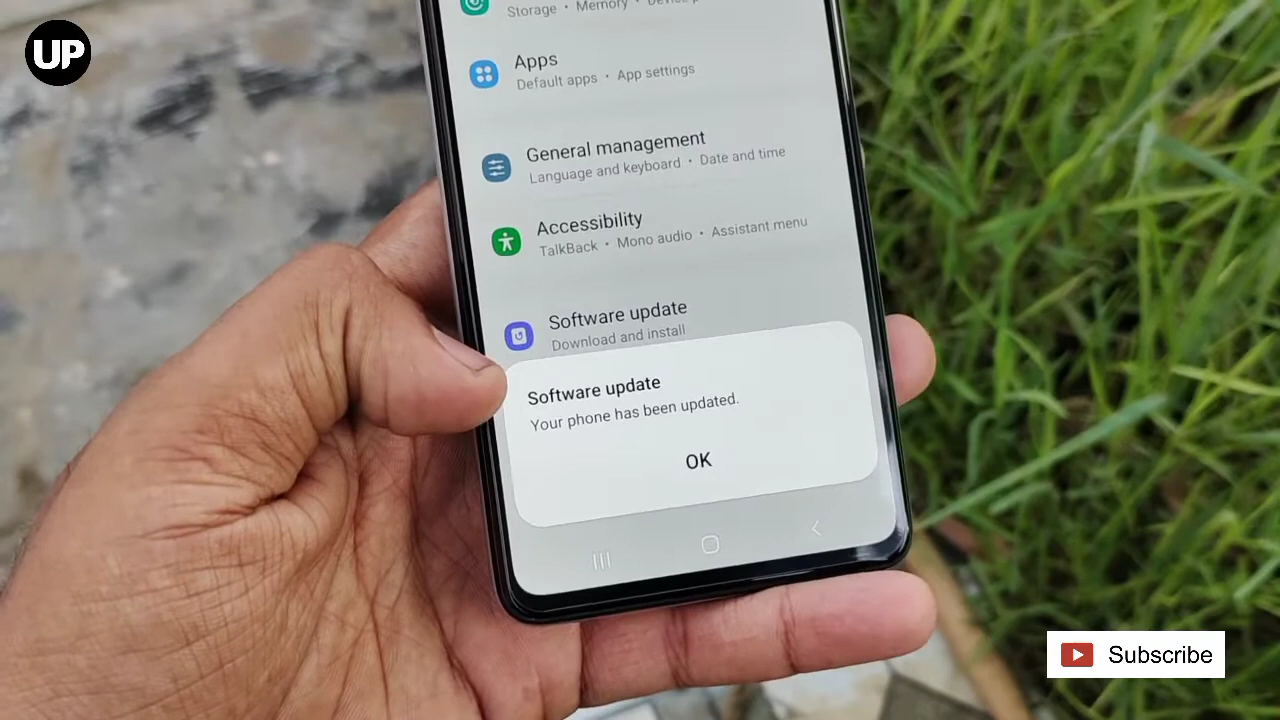 UP
Storage • Memory •
Apps
Default apps • App settings
General management
Language and keyboard • Date and time
Accessibility
TalkBack • Mono audio • Assistant menu
Software update
Download and install
Software update
Your phone has been updated.
OK
Subscribe